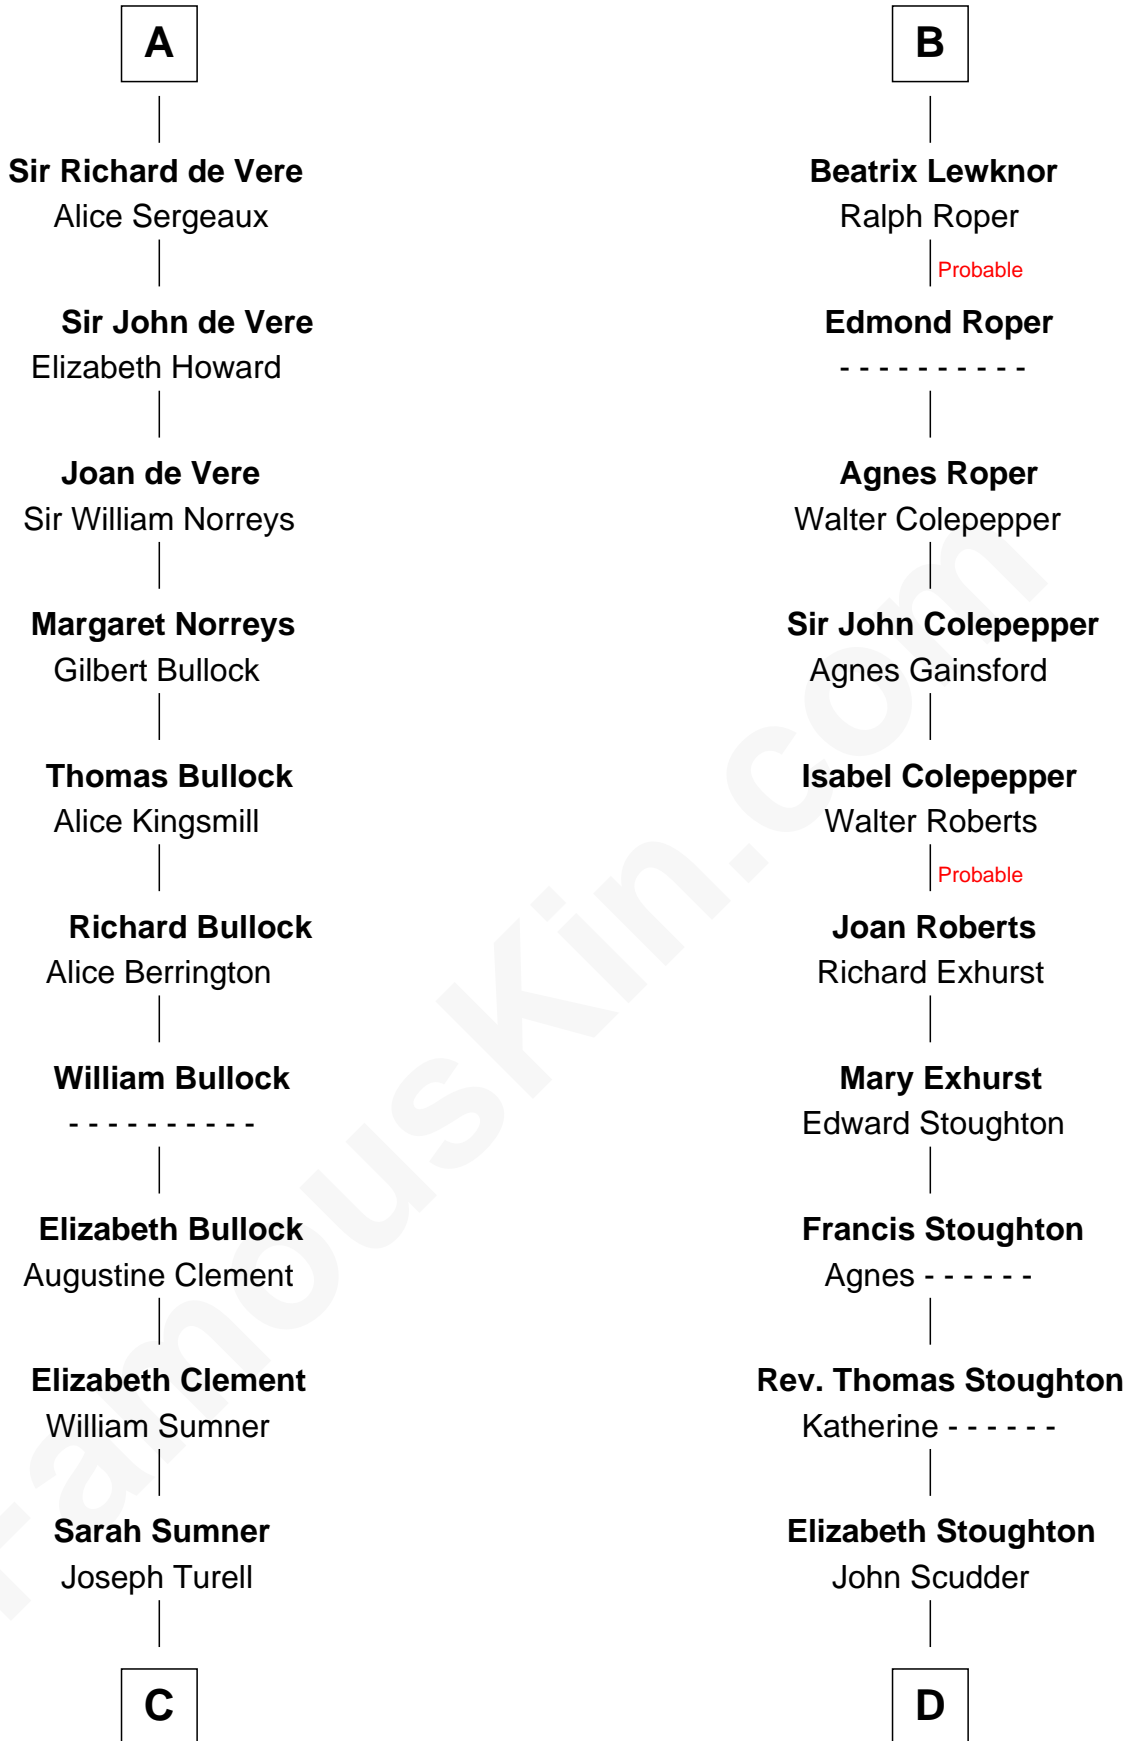 A
Sir Richard de Vere
Alice Sergeaux
Sir John de Vere
Elizabeth Howard
Joan de Vere
Sir William Norreys
Margaret Norreys
Gilbert Bullock
Thomas Bullock
Alice Kingsmill
Richard Bullock
Alice Berrington
William Bullock
- - - - - - - - - -
Elizabeth Bullock
Augustine Clement
Elizabeth Clement
William Sumner
Sarah Sumner
Joseph Turell
C
B
Beatrix Lewknor
Ralph Roper
Probable
Edmond Roper
- - - - - - - - - -
Agnes Roper
Walter Colepepper
Sir John Colepepper
Agnes Gainsford
Isabel Colepepper
Walter Roberts
Probable
Joan Roberts
Richard Exhurst
Mary Exhurst
Edward Stoughton
Francis Stoughton
Agnes - - - - - -
Rev. Thomas Stoughton
Katherine - - - - - -
Elizabeth Stoughton
John Scudder
D
FamousKin.com